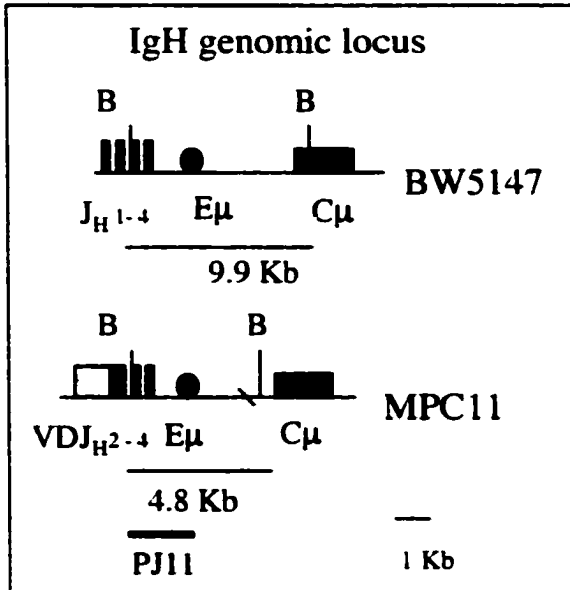 IgH genomic locus
B B
BW5147
JH 1-4 Eμ Cμ
9.9 Kb
B B
MPC11
VDJH2-4 Eμ Cμ
4.8 Kb
PJ11 1 Kb